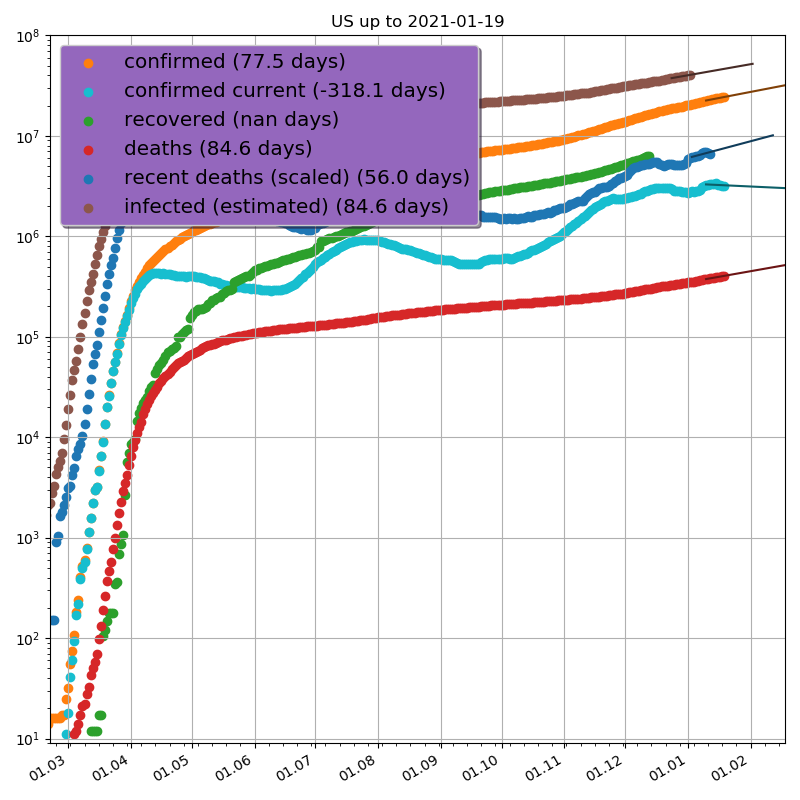 US up to 2021-01-19
10⁸
10⁷
10⁶
10⁵
10⁴
10³
10²
10¹
confirmed (77.5 days)
confirmed current (-318.1 days)
recovered (nan days)
deaths (84.6 days)
recent deaths (scaled) (56.0 days)
infected (estimated) (84.6 days)
01.03 01.04 01.05 01.06 01.07 01.08 01.09 01.10 01.11 01.12 01.01 01.02